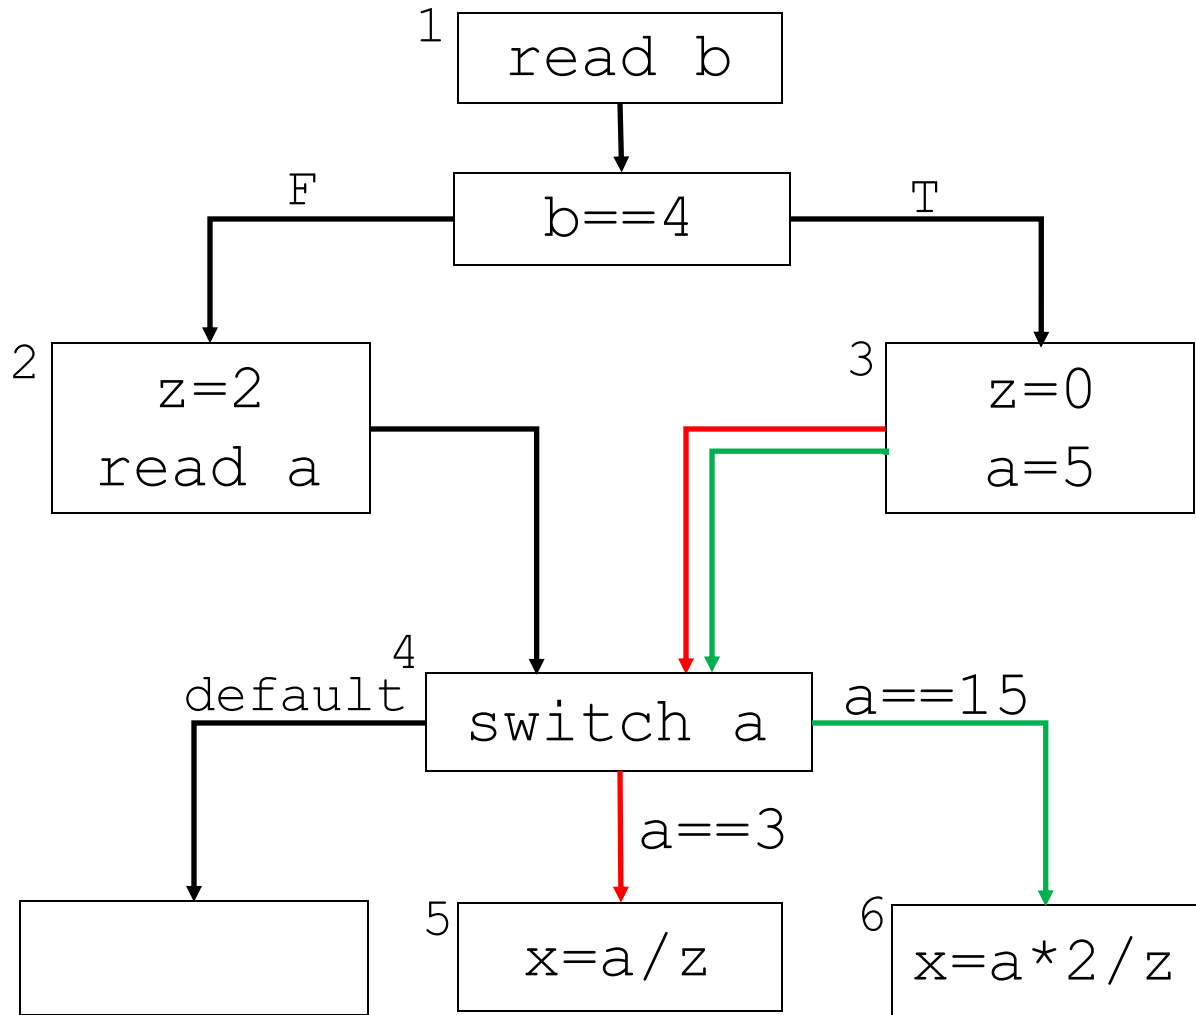 1
read b
F
T
b==4
2
z=2
read a
3
z=0
a=5
4
default
switch a
a==15
a==3
5
x=a/z
6
x=a*2/z